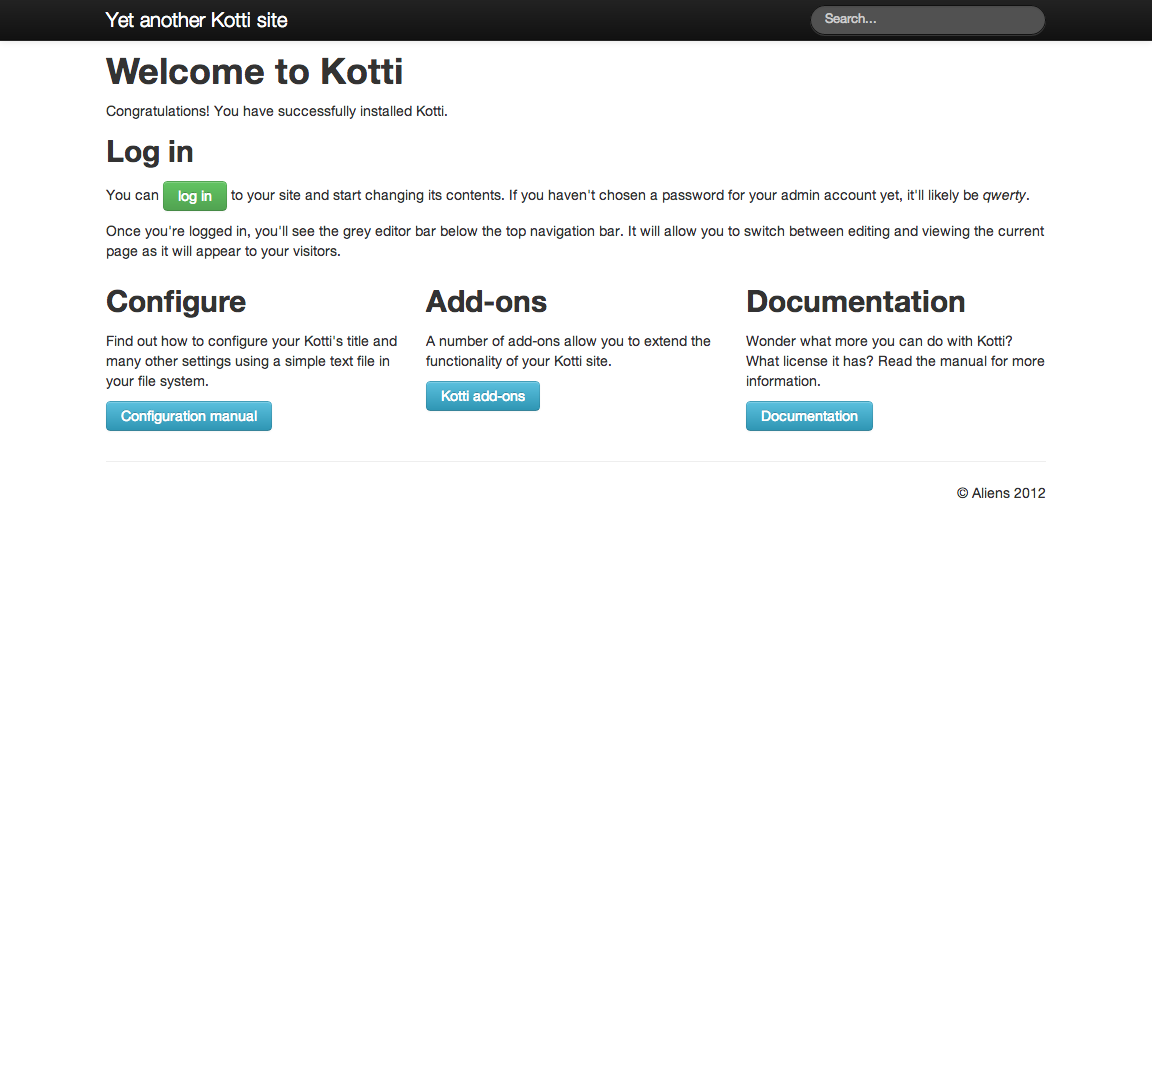 Yet another Kotti site
Search...
Welcome to Kotti
Congratulations! You have successfully installed Kotti.
Log in
You can log in to your site and start changing its contents. If you haven't chosen a password for your admin account yet, it'll likely be qwerty.
Once you're logged in, you'll see the grey editor bar below the top navigation bar. It will allow you to switch between editing and viewing the current
page as it will appear to your visitors.
Configure
Find out how to configure your Kotti's title and
many other settings using a simple text file in
your file system.
Configuration manual
Add-ons
A number of add-ons allow you to extend the
functionality of your Kotti site.
Kotti add-ons
Documentation
Wonder what more you can do with Kotti?
What license it has? Read the manual for more
information.
Documentation
© Aliens 2012